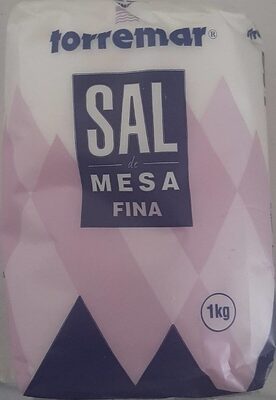 torremar®
SAL
de
MESA
FINA
1kg